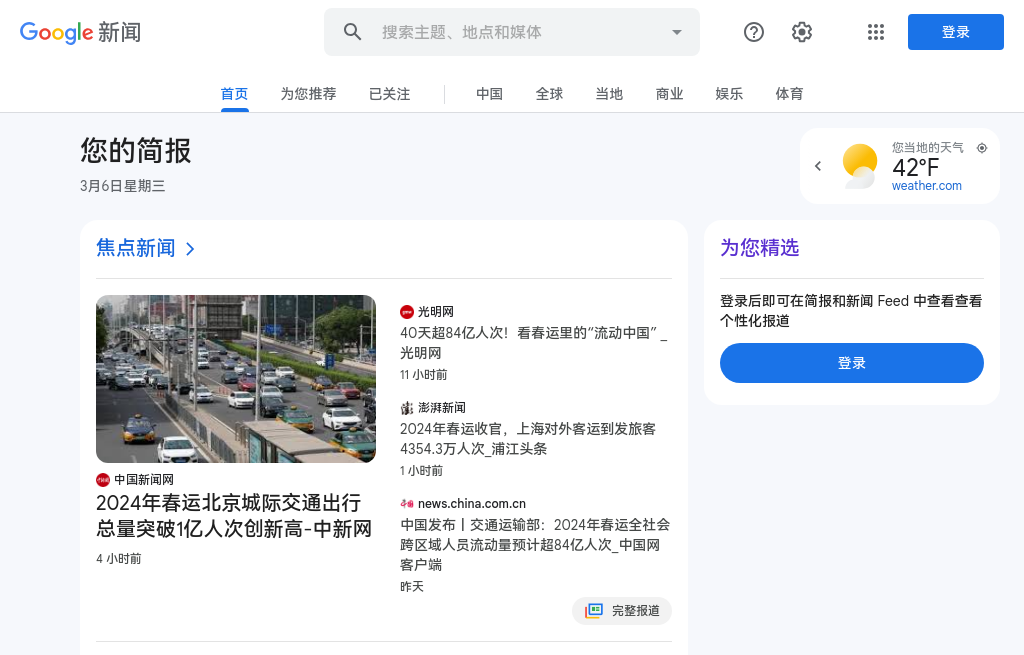 Google 新闻
搜索主题、地点和媒体
登录
首页
为您推荐
已关注
中国
全球
当地
商业
娱乐
体育
您的简报
3月6日星期三
您当地的天气
42°F
weather.com
焦点新闻
中国新闻网
2024年春运北京城际交通出行
总量突破1亿人次创新高-中新网
4 小时前
光明网
40天超84亿人次！看春运里的“流动中国”_
光明网
11 小时前
澎湃新闻
2024年春运收官，上海对外客运到发旅客
4354.3万人次_浦江头条
1 小时前
news.china.com.cn
中国发布丨交通运输部：2024年春运全社会
跨区域人员流动量预计超84亿人次_中国网
客户端
昨天
完整报道
为您精选
登录后即可在简报和新闻 Feed 中查看查看
个性化报道
登录